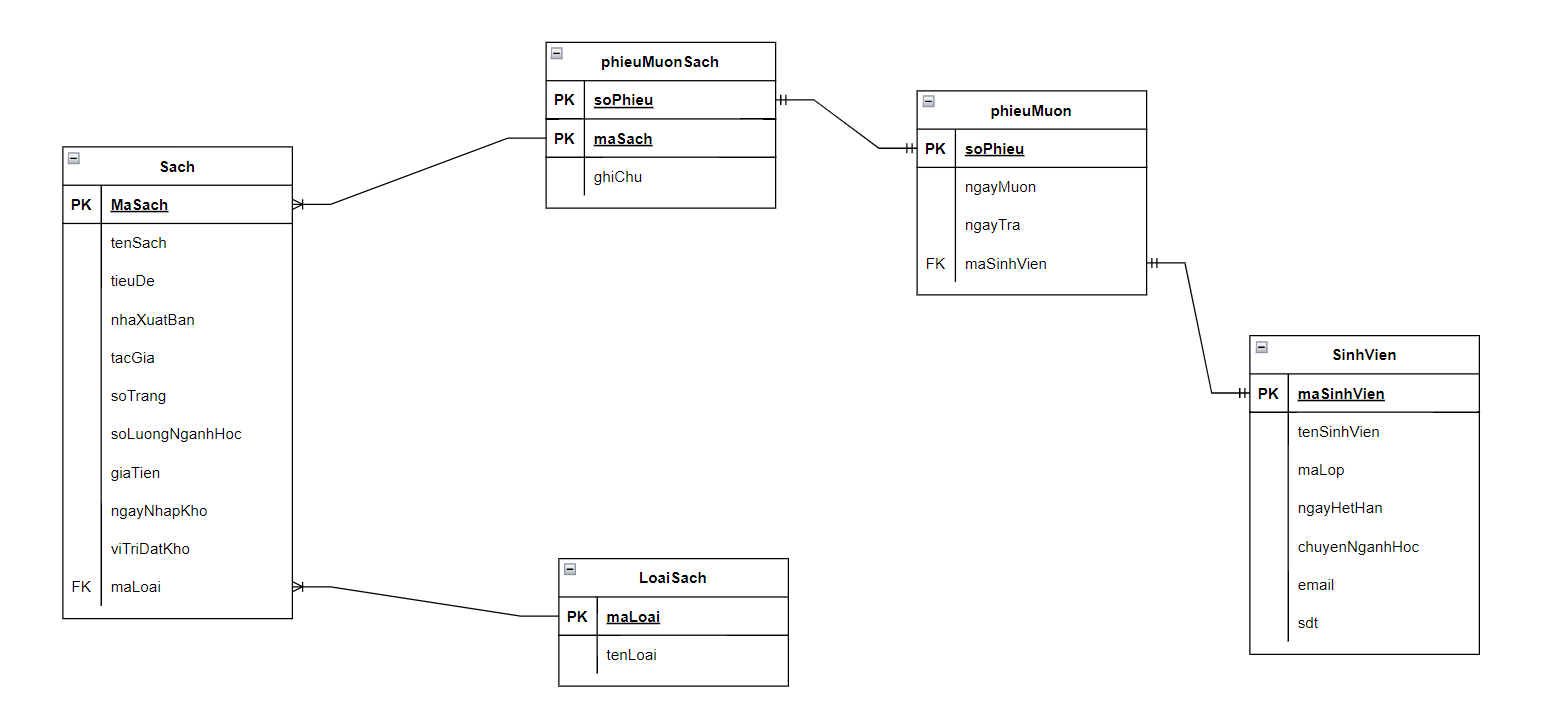 phieuMuonSach
PK soPhieu
PK maSach
ghiChu
phieuMuon
PK soPhieu
ngayMuon
ngayTra
FK maSinhVien
Sach
PK MaSach
tenSach
tieuDe
nhaXuatBan
tacGia
soTrang
soLuongNganhHoc
giaTien
ngayNhapKho
viTriDatKho
FK maLoai
SinhVien
PK maSinhVien
tenSinhVien
maLop
ngayHetHan
chuyenNganhHoc
email
sdt
LoaiSach
PK maLoai
tenLoai